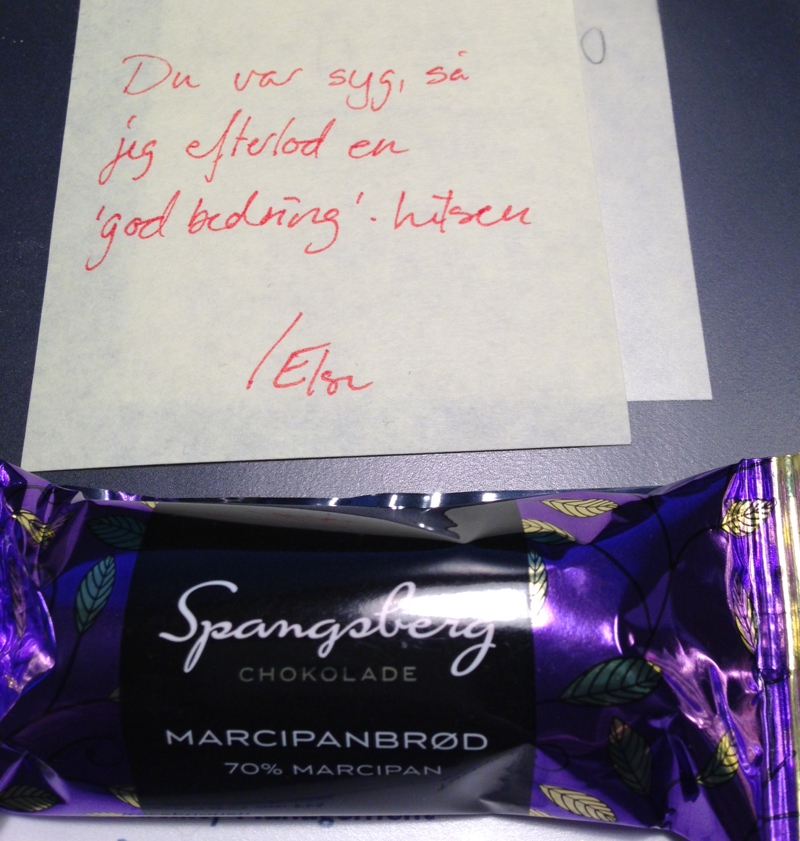 Du var syg, så
jeg efterlod en
'god bedring'-hilsen
/Else
Spangsberg
CHOKOLADE
MARCIPANBRØD
70% MARCIPAN